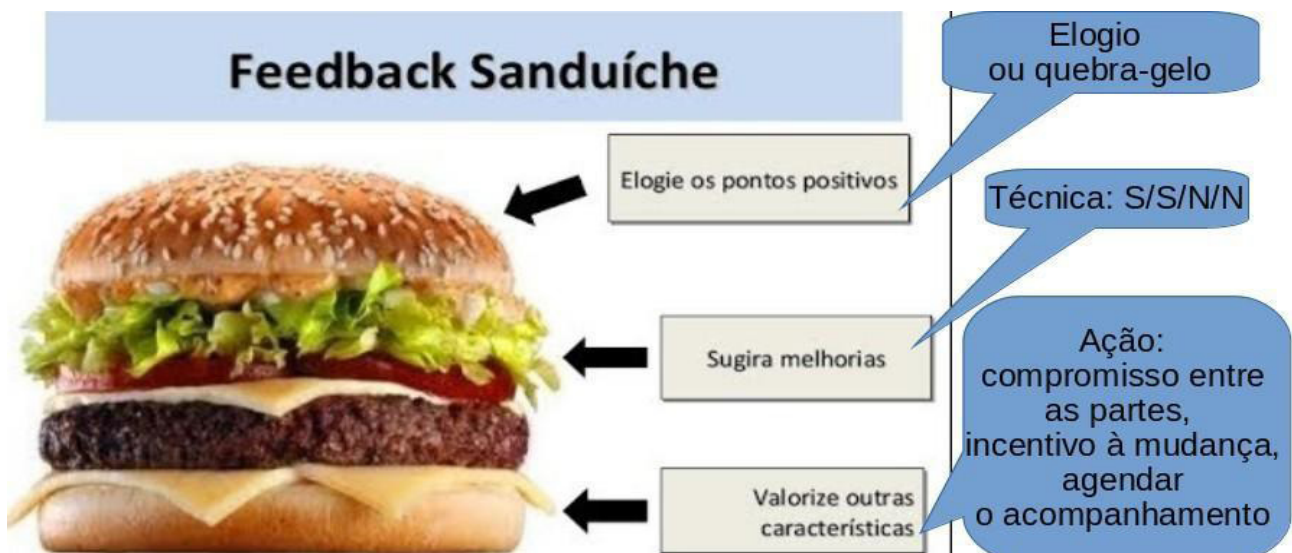 Feedback Sanduíche
Elogio
ou quebra-gelo
Elogie os pontos positivos
Técnica: S/S/N/N
Sugira melhorias
Ação:
compromisso entre
as partes,
incentivo à mudança,
agendar
o acompanhamento
Valorize outras
características